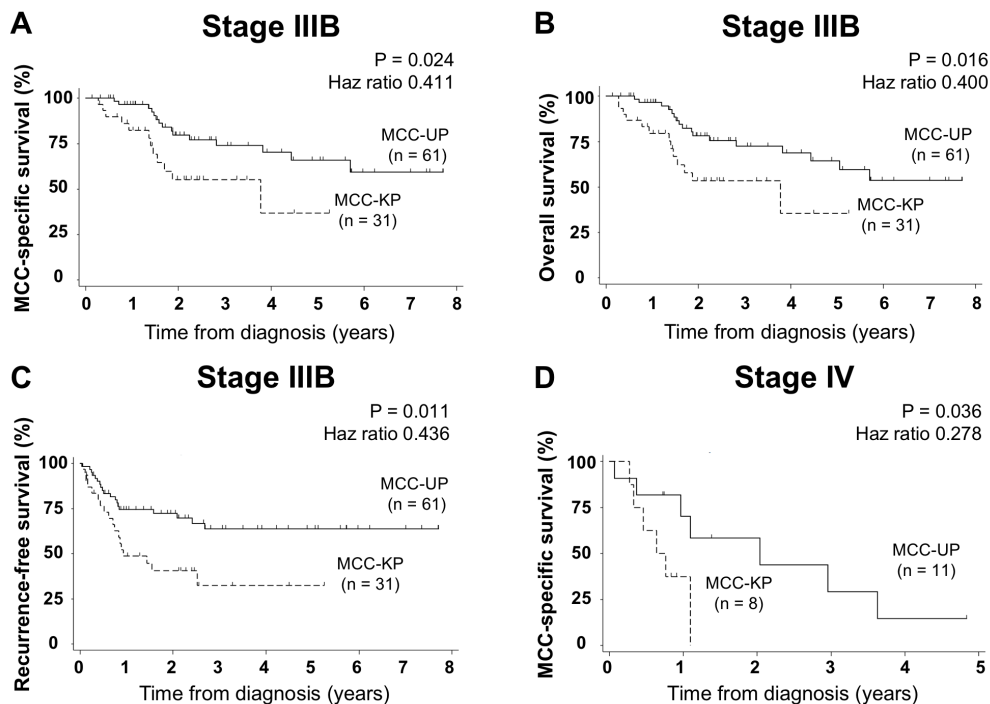 A
Stage IIIB
P = 0.024
Haz ratio 0.411
MCC-specific survival (%)
100
75
50
25
0
MCC-UP
(n = 61)
MCC-KP
(n = 31)
0 1 2 3 4 5 6 7 8
Time from diagnosis (years)
B
Stage IIIB
P = 0.016
Haz ratio 0.400
Overall survival (%)
100
75
50
25
0
MCC-UP
(n = 61)
MCC-KP
(n = 31)
0 1 2 3 4 5 6 7 8
Time from diagnosis (years)
C
Stage IIIB
P = 0.011
Haz ratio 0.436
Recurrence-free survival (%)
100
75
50
25
0
MCC-UP
(n = 61)
MCC-KP
(n = 31)
0 1 2 3 4 5 6 7 8
Time from diagnosis (years)
D
Stage IV
P = 0.036
Haz ratio 0.278
MCC-specific survival (%)
100
75
50
25
0
MCC-UP
(n = 11)
MCC-KP
(n = 8)
0 1 2 3 4 5
Time from diagnosis (years)